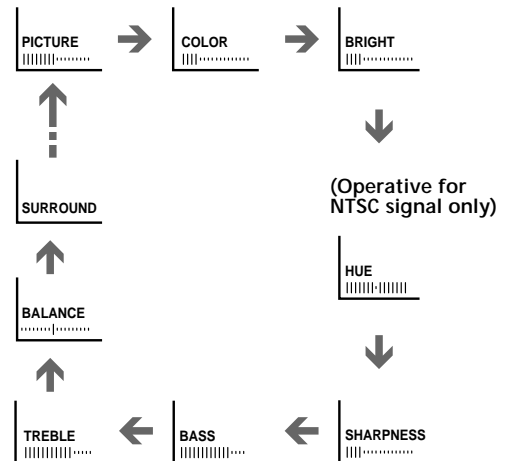 PICTURE
COLOR
BRIGHT
(Operative for
NTSC signal only)
HUE
SHARPNESS
BASS
TREBLE
BALANCE
SURROUND